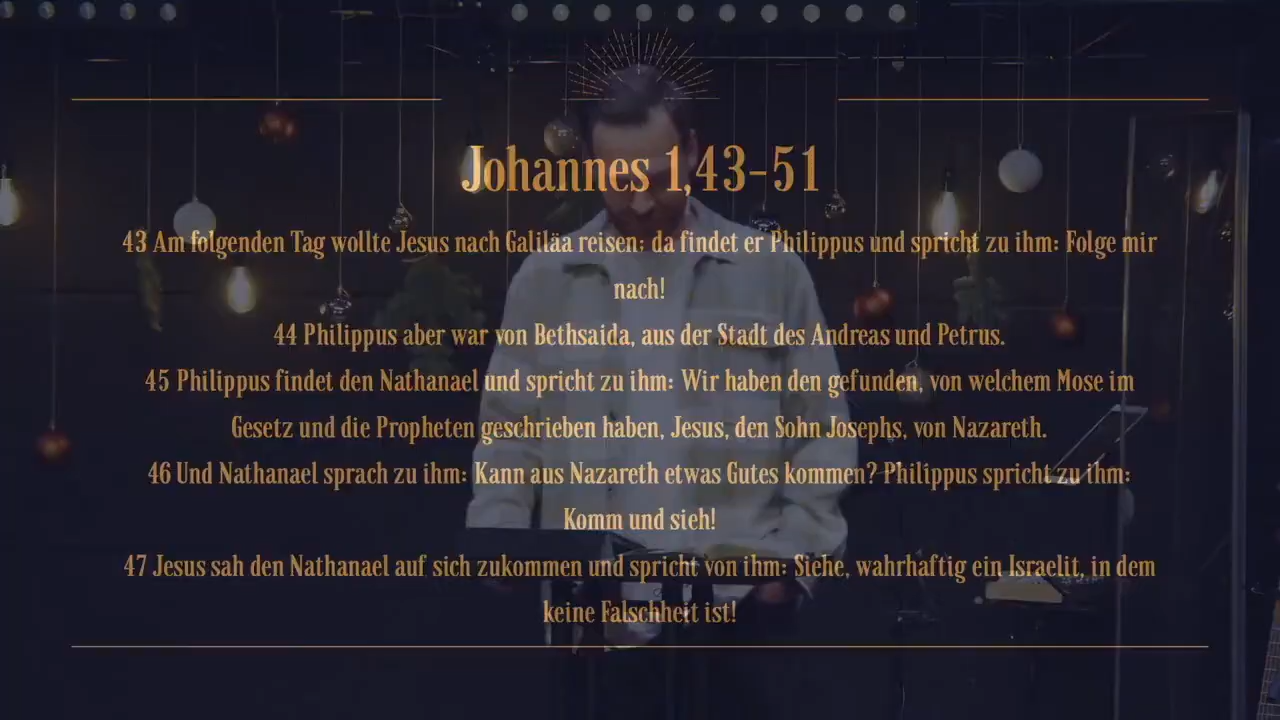 Johannes 1,43-51
43 Am folgenden Tag wollte Jesus nach Galiläa reisen; da findet er Philippus und spricht zu ihm: Folge mir
nach!
44 Philippus aber war von Bethsaida, aus der Stadt des Andreas und Petrus.
45 Philippus findet den Nathanael und spricht zu ihm: Wir haben den gefunden, von welchem Mose im
Gesetz und die Propheten geschrieben haben, Jesus, den Sohn Josephs, von Nazareth.
46 Und Nathanael sprach zu ihm: Kann aus Nazareth etwas Gutes kommen? Philippus spricht zu ihm:
Komm und sieh!
47 Jesus sah den Nathanael auf sich zukommen und spricht von ihm: Siehe, wahrhaftig ein Israelit, in dem
keine Falschheit ist!